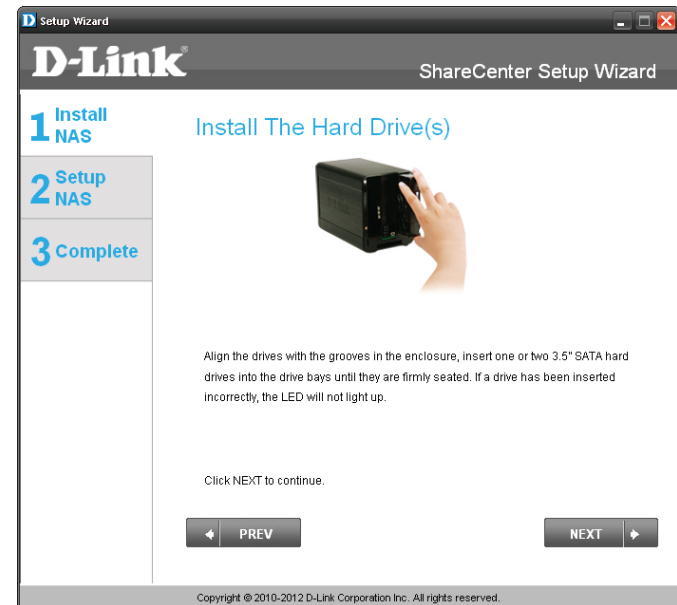 Setup Wizard
D-Link®
ShareCenter Setup Wizard
1 Install
NAS
2 Setup
NAS
3 Complete
Install The Hard Drive(s)
Align the drives with the grooves in the enclosure, insert one or two 3.5" SATA hard
drives into the drive bays until they are firmly seated. If a drive has been inserted
incorrectly, the LED will not light up.
Click NEXT to continue.
PREV
NEXT
Copyright © 2010-2012 D-Link Corporation Inc. All rights reserved.